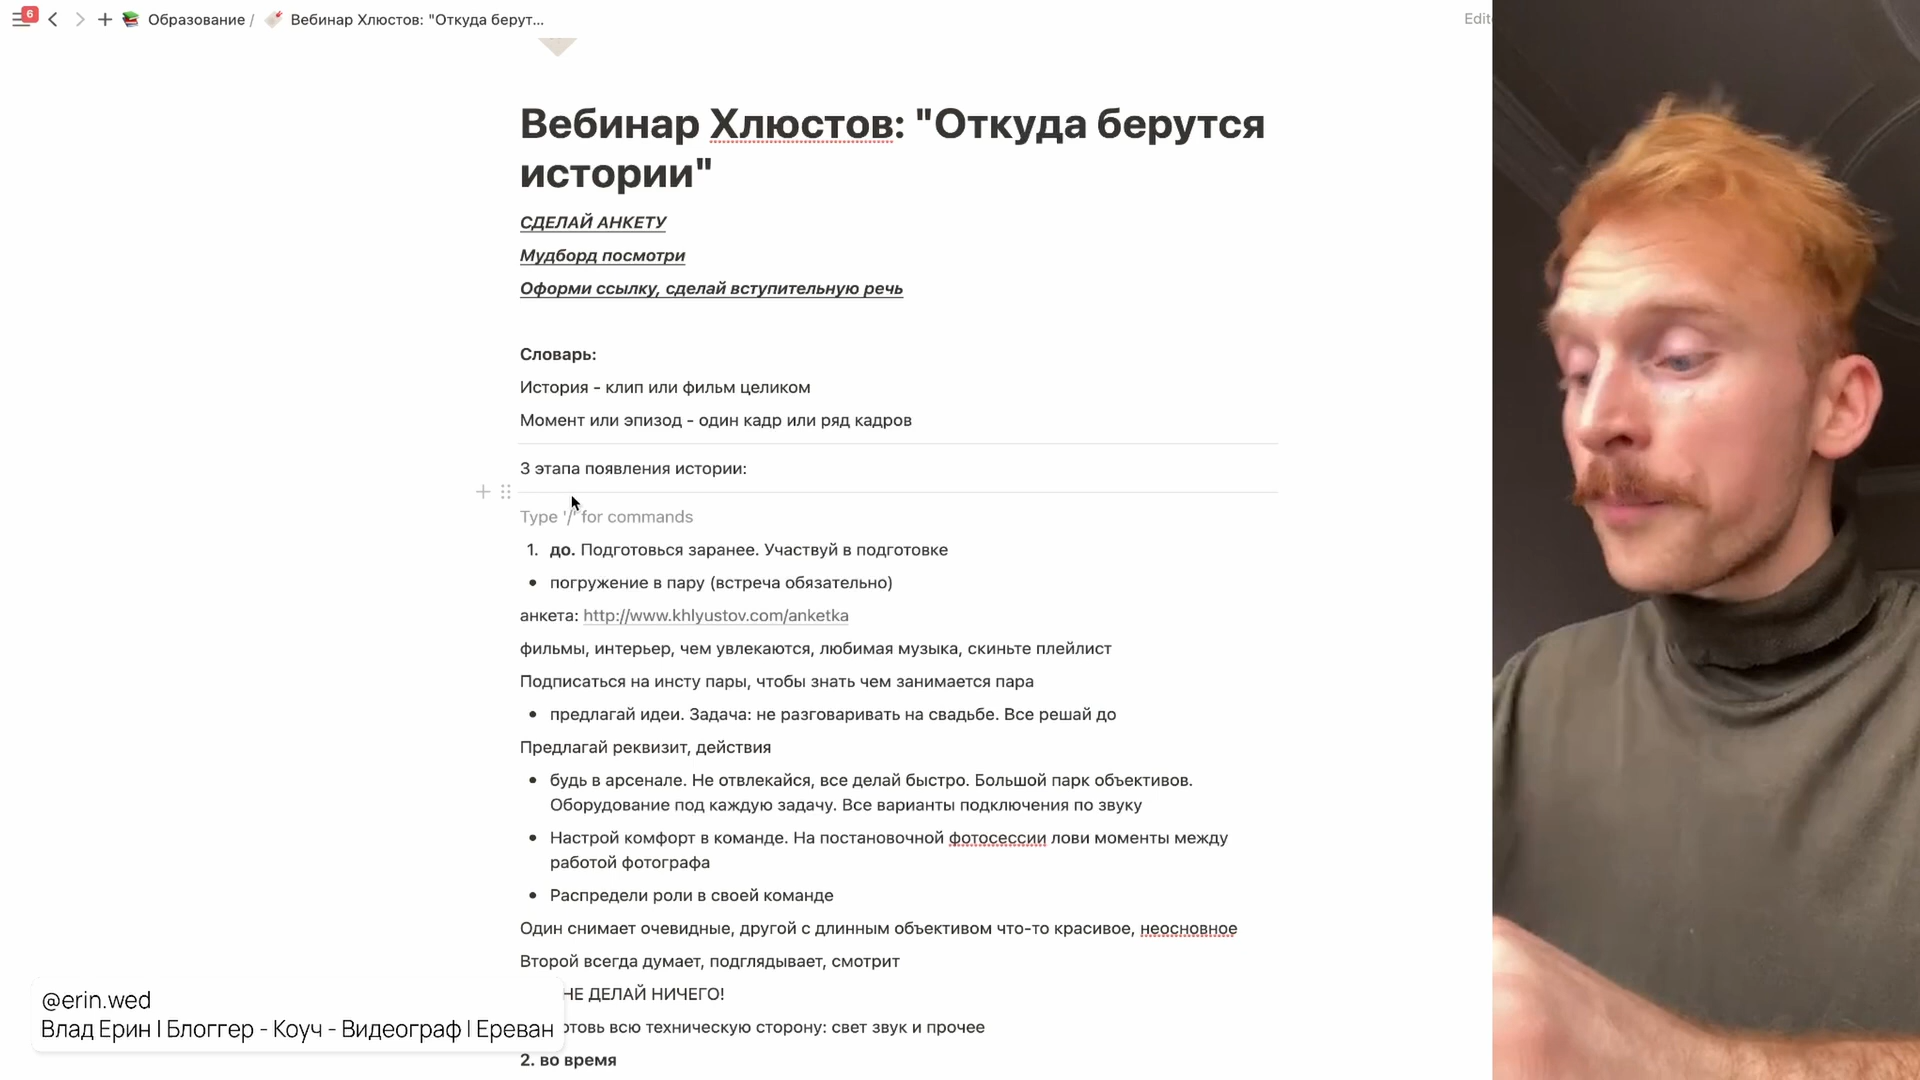 6
Образование / Вебинар Хлюстов: "Откуда берут...
Вебинар Хлюстов: "Откуда берутся
истории"
СДЕЛАЙ АНКЕТУ
Мудборд посмотри
Оформи ссылку, сделай вступительную речь
Словарь:
История - клип или фильм целиком
Момент или эпизод - один кадр или ряд кадров
3 этапа появления истории:
Type '/' for commands
1. до. Подготовься заранее. Участвуй в подготовке
• погружение в пару (встреча обязательно)
анкета: http://www.khlyustov.com/anketka
фильмы, интерьер, чем увлекаются, любимая музыка, скиньте плейлист
Подписаться на инсту пары, чтобы знать чем занимается пара
• предлагай идеи. Задача: не разговаривать на свадьбе. Все решай до
Предлагай реквизит, действия
• будь в арсенале. Не отвлекайся, все делай быстро. Большой парк объективов.
Оборудование под каждую задачу. Все варианты подключения по звуку
• Настрой комфорт в команде. На постановочной фотосессии лови моменты между
работой фотографа
• Распредели роли в своей команде
Один снимает очевидные, другой с длинным объективом что-то красивое, неосновное
Второй всегда думает, подглядывает, смотрит
НЕ ДЕЛАЙ НИЧЕГО!
всю техническую сторону: свет звук и прочее
2. во время
@erin.wed
Влад Ерин | Блоггер - Коуч - Видеограф | Ереван